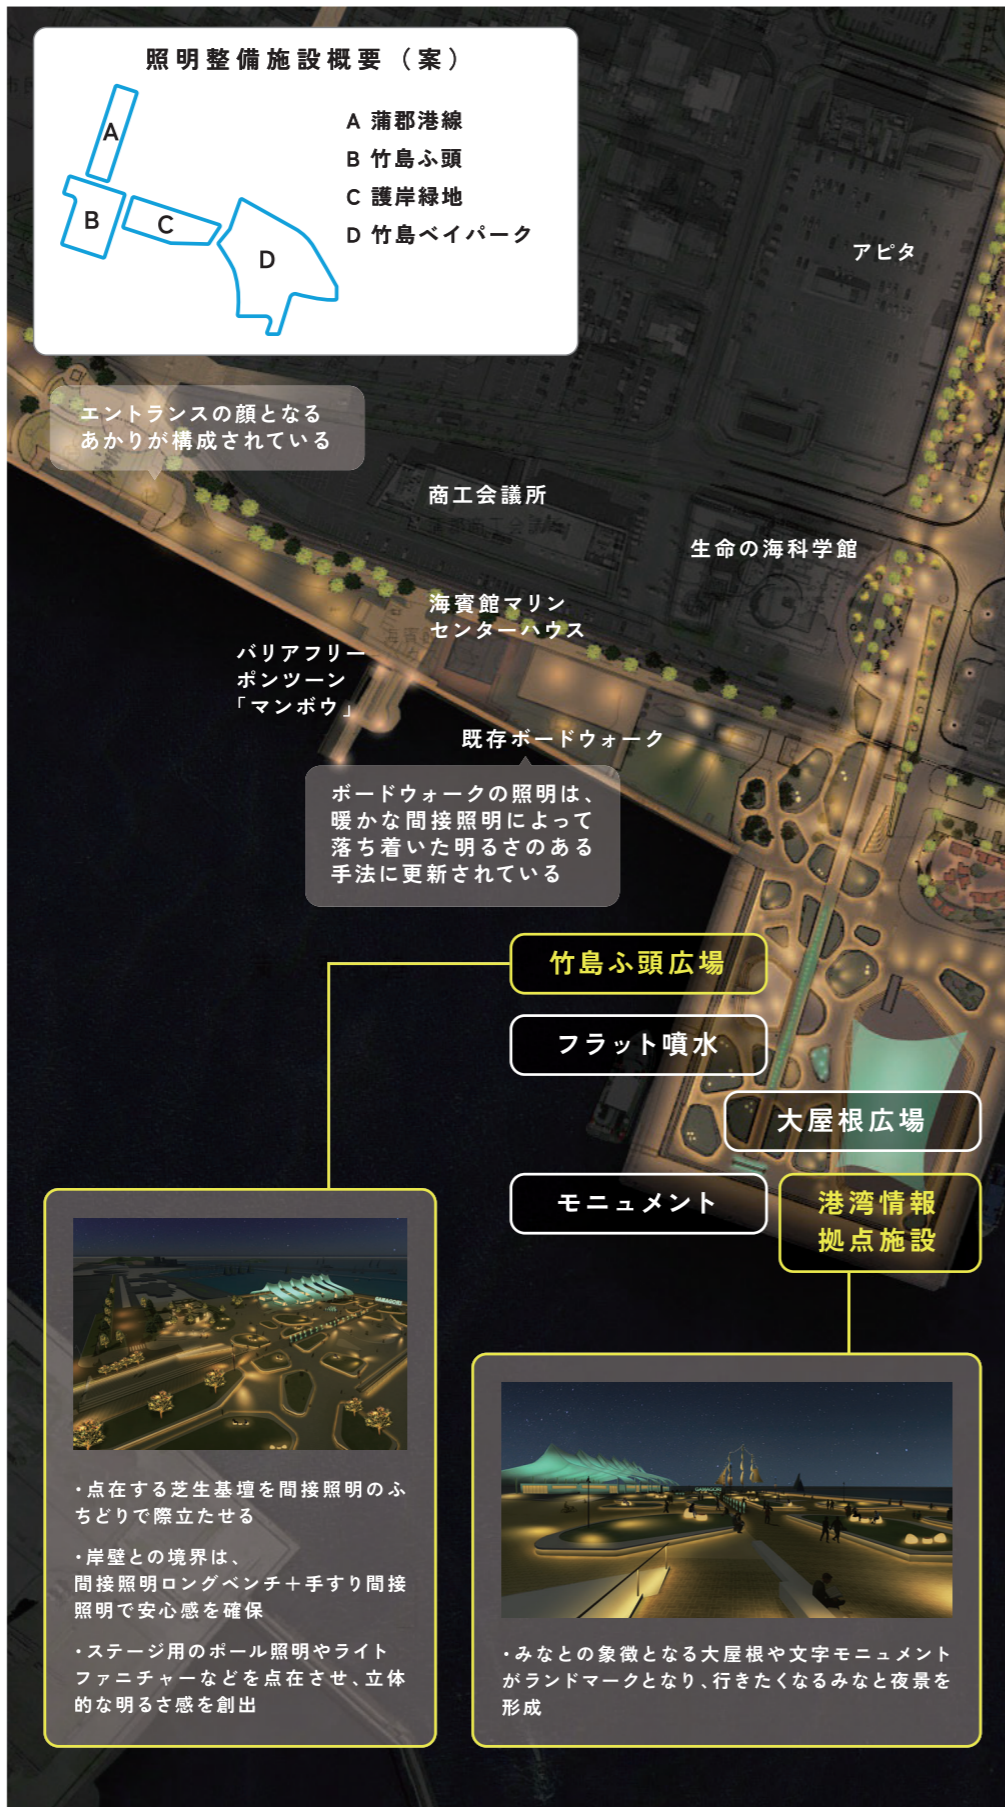 照明整備施設概要（案）
A
B
C
D
A 蒲郡港線
B 竹島ふ頭
C 護岸緑地
D 竹島ベイパーク
アピタ
エントランスの顔となる
あかりが構成されている
商工会議所
生命の海科学館
海賓館マリン
センターハウス
バリアフリー
ポンツーン
「マンボウ」
既存ボードウォーク
ボードウォークの照明は、
暖かな間接照明によって
落ち着いた明るさのある
手法に更新されている
竹島ふ頭広場
フラット噴水
大屋根広場
モニュメント
港湾情報
拠点施設
・点在する芝生基壇を間接照明のふ
ちどりで際立たせる
・岸壁との境界は、
間接照明ロングベンチ＋手すり間接
照明で安心感を確保
・ステージ用のポール照明やライト
ファニチャーなどを点在させ、立体
的な明るさ感を創出
・みなとの象徴となる大屋根や文字モニュメント
がランドマークとなり、行きたくなるみなと夜景を
形成